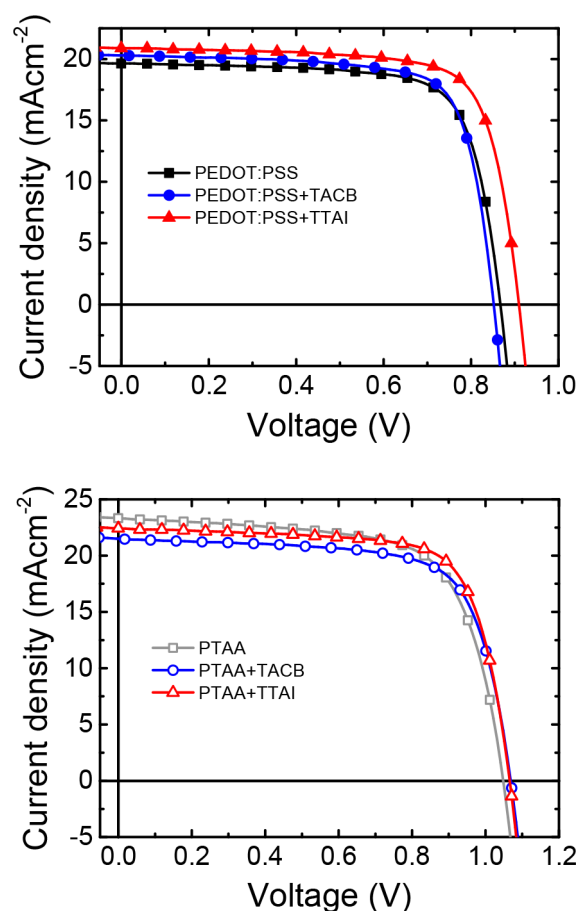 20
15
10
5
0
-5
Current density (mAcm-2)
PEDOT:PSS
PEDOT:PSS+TACB
PEDOT:PSS+TTAI
0.0 0.2 0.4 0.6 0.8 1.0
Voltage (V)
25
20
15
10
5
0
-5
Current density (mAcm-2)
PTAA
PTAA+TACB
PTAA+TTAI
0.0 0.2 0.4 0.6 0.8 1.0 1.2
Voltage (V)